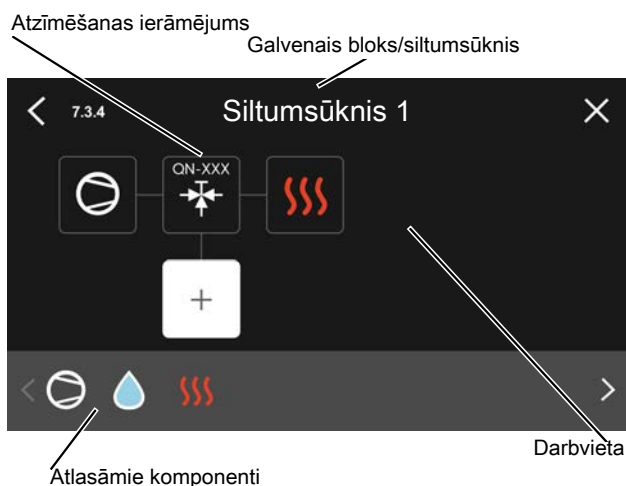 Atzīmēšanas ierāmējums
Galvenais bloks/siltumsūknis
7.3.4
Siltumsūknis 1
QN-XXX
Darbvieta
Atlasāmie komponenti